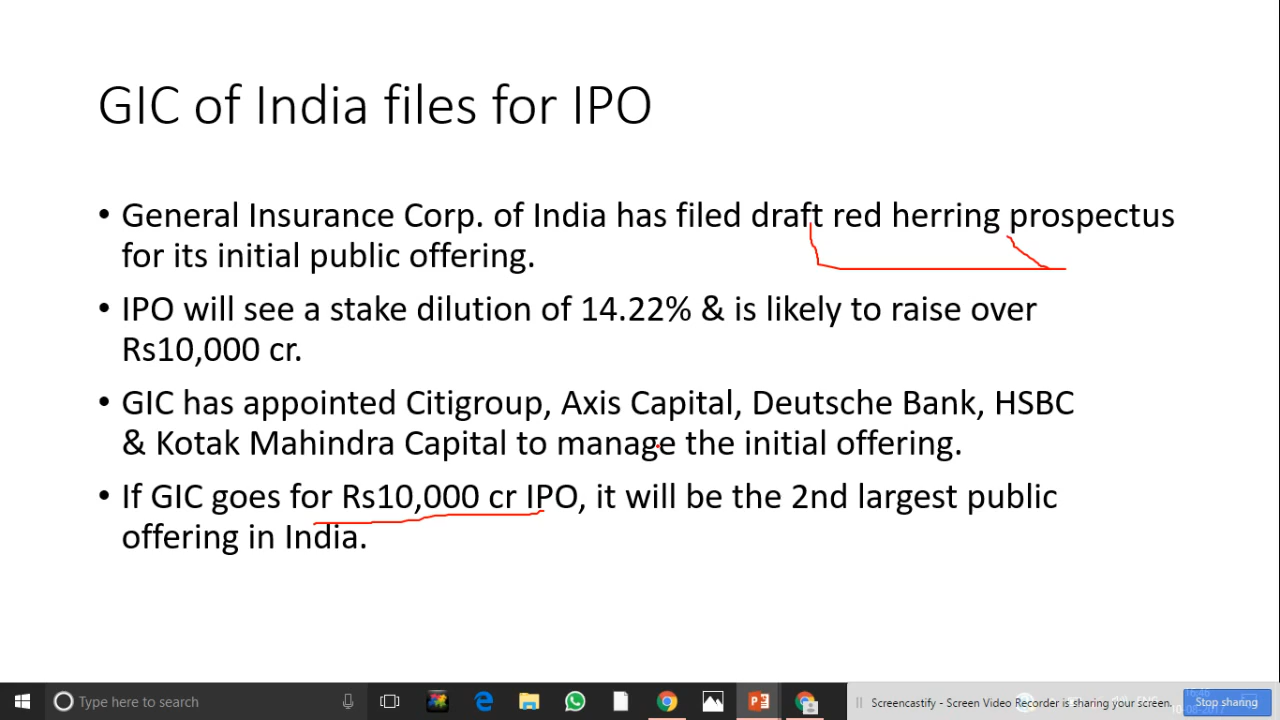 GIC of India files for IPO
• General Insurance Corp. of India has filed draft red herring prospectus
for its initial public offering.
• IPO will see a stake dilution of 14.22% & is likely to raise over
Rs10,000 cr.
• GIC has appointed Citigroup, Axis Capital, Deutsche Bank, HSBC
& Kotak Mahindra Capital to manage the initial offering.
• If GIC goes for Rs10,000 cr IPO, it will be the 2nd largest public
offering in India.
Type here to search
Screencastify - Screen Video Recorder is sharing your screen.
Stop sharing
ENG
16:46